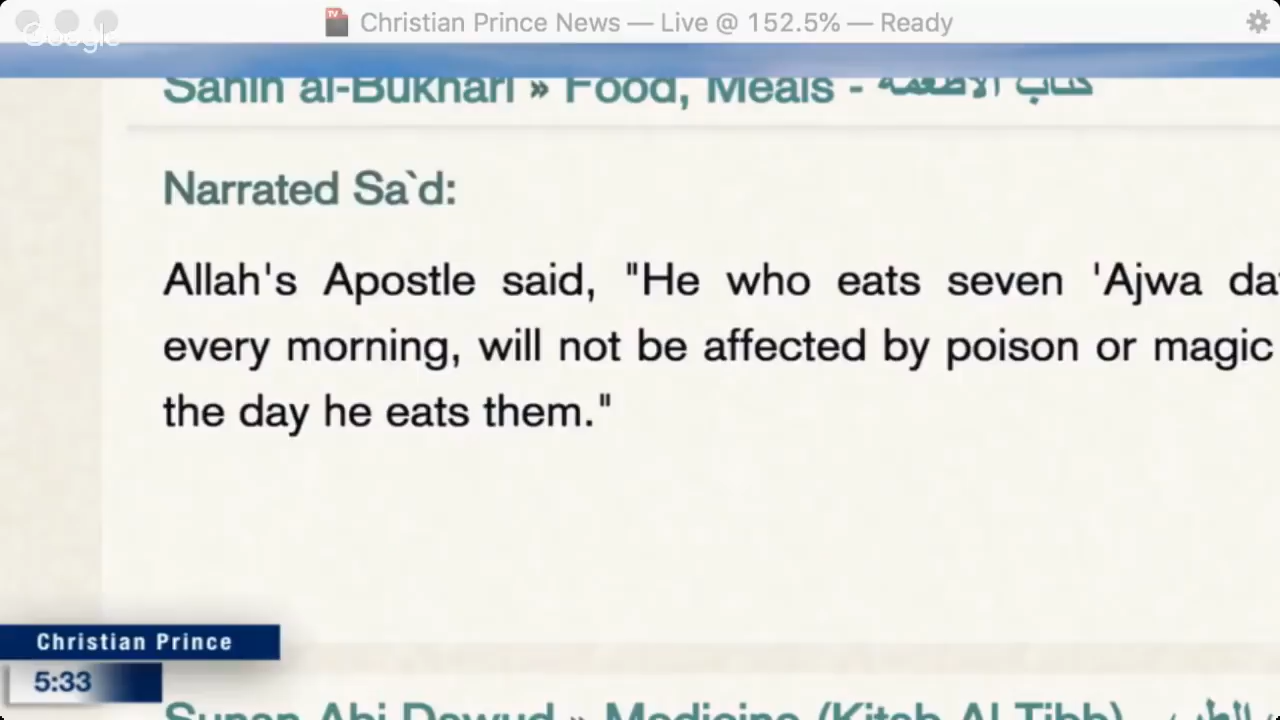 Christian Prince News — Live @ 152.5% — Ready
Google
Sahih al-Bukhari » Food, Meals - كتاب الأطعمة
Narrated Sa`d:
Allah's Apostle said, "He who eats seven 'Ajwa
every morning, will not be affected by poison or magic
the day he eats them."
Christian Prince
5:33
Sunan Abi Dawud » Medicine (Kitab Al-Tibb) -